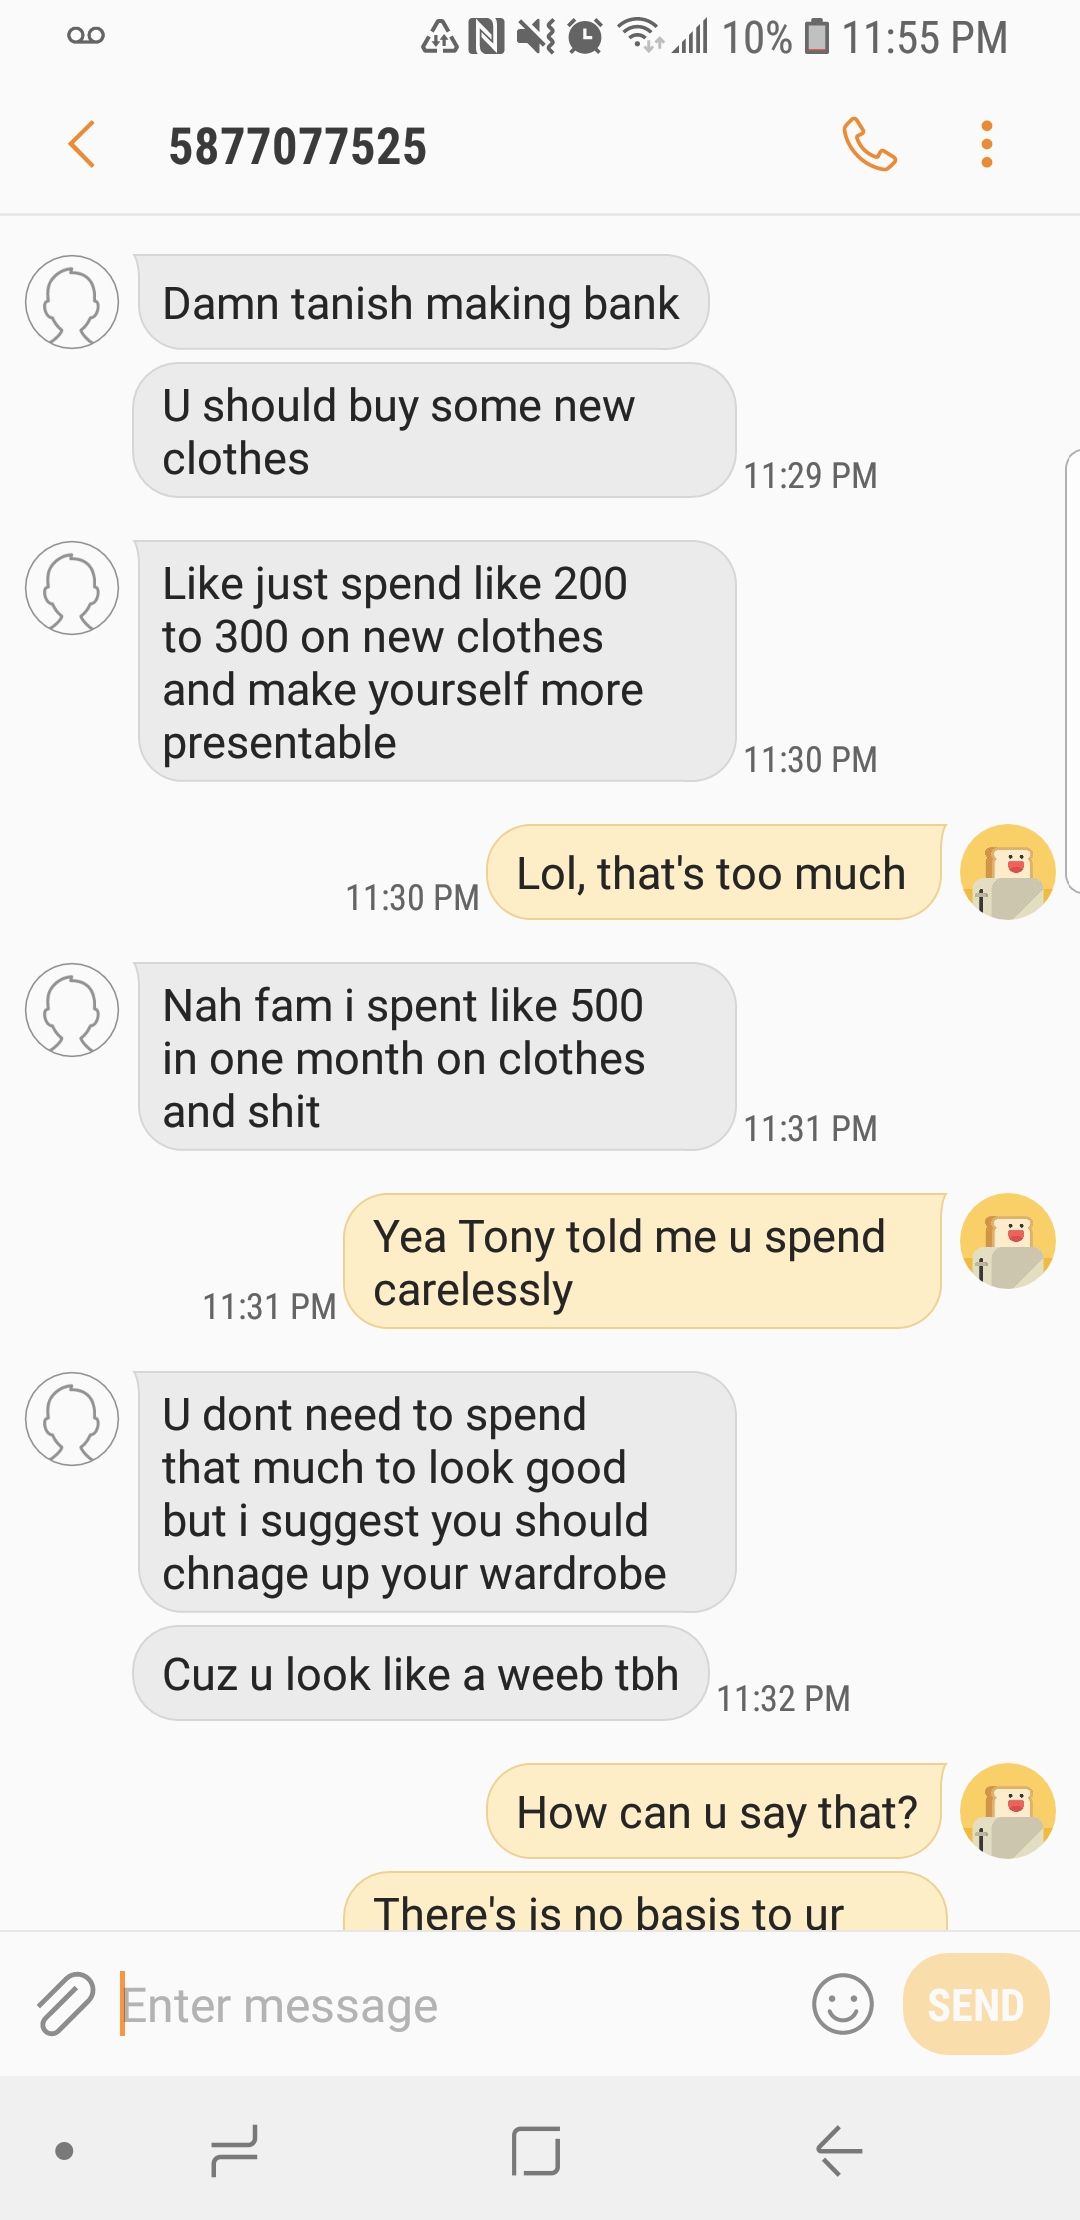 10% 11:55 PM
5877077525
Damn tanish making bank
U should buy some new
clothes
11:29 PM
Like just spend like 200
to 300 on new clothes
and make yourself more
presentable
11:30 PM
Lol, that's too much
11:30 PM
Nah fam i spent like 500
in one month on clothes
and shit
11:31 PM
Yea Tony told me u spend
carelessly
11:31 PM
U dont need to spend
that much to look good
but i suggest you should
chnage up your wardrobe
Cuz u look like a weeb tbh
11:32 PM
How can u say that?
There's is no basis to ur
Enter message
SEND